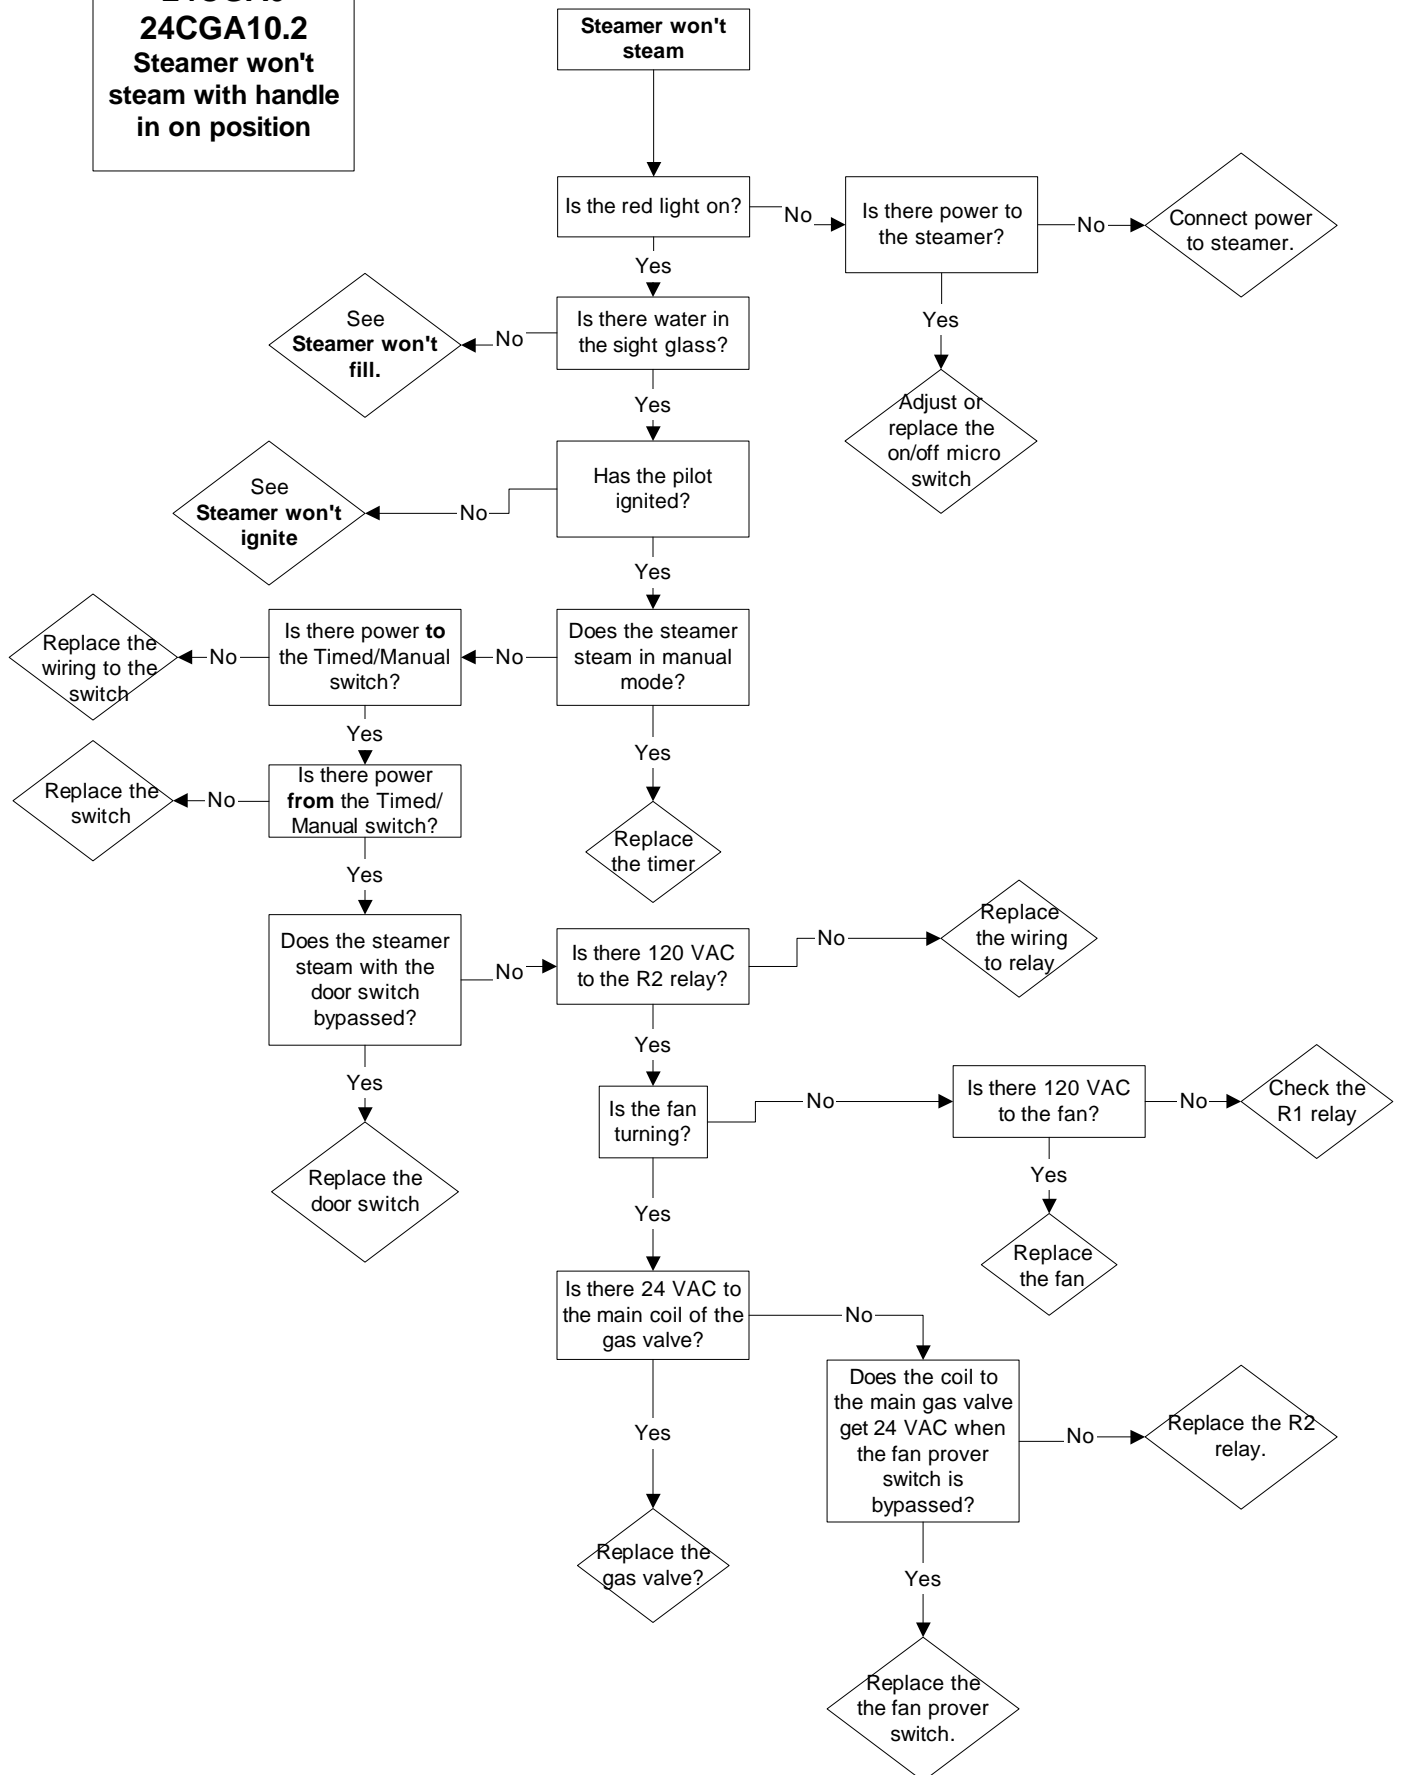 24CGA10.2
Steamer won't
steam with handle
in on position
Steamer won't
steam
Is the red light on?
No
Is there power to
the steamer?
No
Connect power
to steamer.
Yes
Yes
Adjust or
replace the
on/off micro
switch
Is there water in
the sight glass?
No
See
Steamer won't
fill.
Yes
Has the pilot
ignited?
No
See
Steamer won't
ignite
Yes
Does the steamer
steam in manual
mode?
No
Is there power to
the Timed/Manual
switch?
No
Replace the
wiring to the
switch
Yes
Replace
the timer
Yes
Is there power
from the Timed/
Manual switch?
No
Replace the
switch
Yes
Does the steamer
steam with the
door switch
bypassed?
No
Is there 120 VAC
to the R2 relay?
No
Replace
the wiring
to relay
Yes
Replace the
door switch
Yes
Is the fan
turning?
No
Is there 120 VAC
to the fan?
No
Check the
R1 relay
Yes
Replace
the fan
Yes
Is there 24 VAC to
the main coil of the
gas valve?
No
Does the coil to
the main gas valve
get 24 VAC when
the fan prover
switch is
bypassed?
No
Replace the R2
relay.
Yes
Replace the
gas valve?
Yes
Replace the
the fan prover
switch.